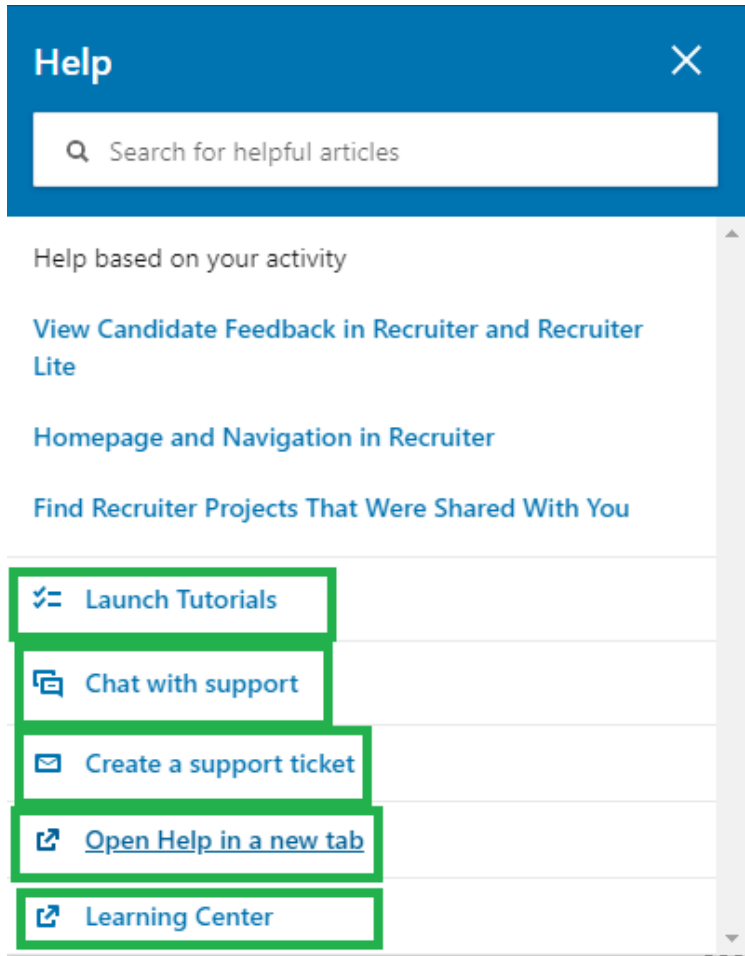 Help
Search for helpful articles
Help based on your activity
View Candidate Feedback in Recruiter and Recruiter
Lite
Homepage and Navigation in Recruiter
Find Recruiter Projects That Were Shared With You
Launch Tutorials
Chat with support
Create a support ticket
Open Help in a new tab
Learning Center